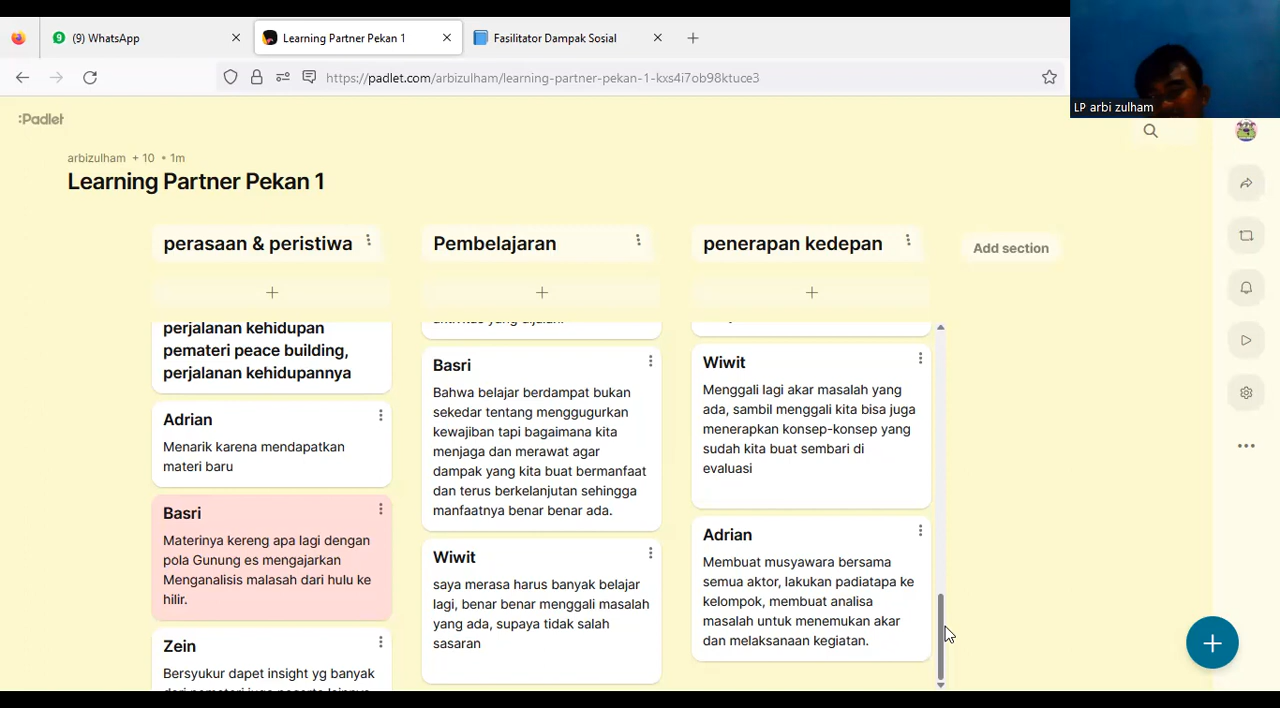 (9) WhatsApp
Learning Partner Pekan 1
Fasilitator Dampak Sosial
https://padlet.com/arbizulham/learning-partner-pekan-1-kxs4i7ob98ktuce3
LP arbi zulham
:Padlet
arbizulham + 10 • 1m
Learning Partner Pekan 1
perasaan & peristiwa
Pembelajaran
penerapan kedepan
Add section
perjalanan kehidupan
pemateri peace building,
perjalanan kehidupannya
Adrian
Menarik karena mendapatkan
materi baru
Basri
Materinya kereng apa lagi dengan
pola Gunung es mengajarkan
Menganalisis malasah dari hulu ke
hilir.
Zein
Bersyukur dapet insight yg banyak
Basri
Bahwa belajar berdampat bukan
sekedar tentang menggugurkan
kewajiban tapi bagaimana kita
menjaga dan merawat agar
dampak yang kita buat bermanfaat
dan terus berkelanjutan sehingga
manfaatnya benar benar ada.
Wiwit
saya merasa harus banyak belajar
lagi, benar benar menggali masalah
yang ada, supaya tidak salah
sasaran
Wiwit
Menggali lagi akar masalah yang
ada, sambil menggali kita bisa juga
menerapkan konsep-konsep yang
sudah kita buat sembari di
evaluasi
Adrian
Membuat musyawara bersama
semua aktor, lakukan padiatapa ke
kelompok, membuat analisa
masalah untuk menemukan akar
dan melaksanaan kegiatan.